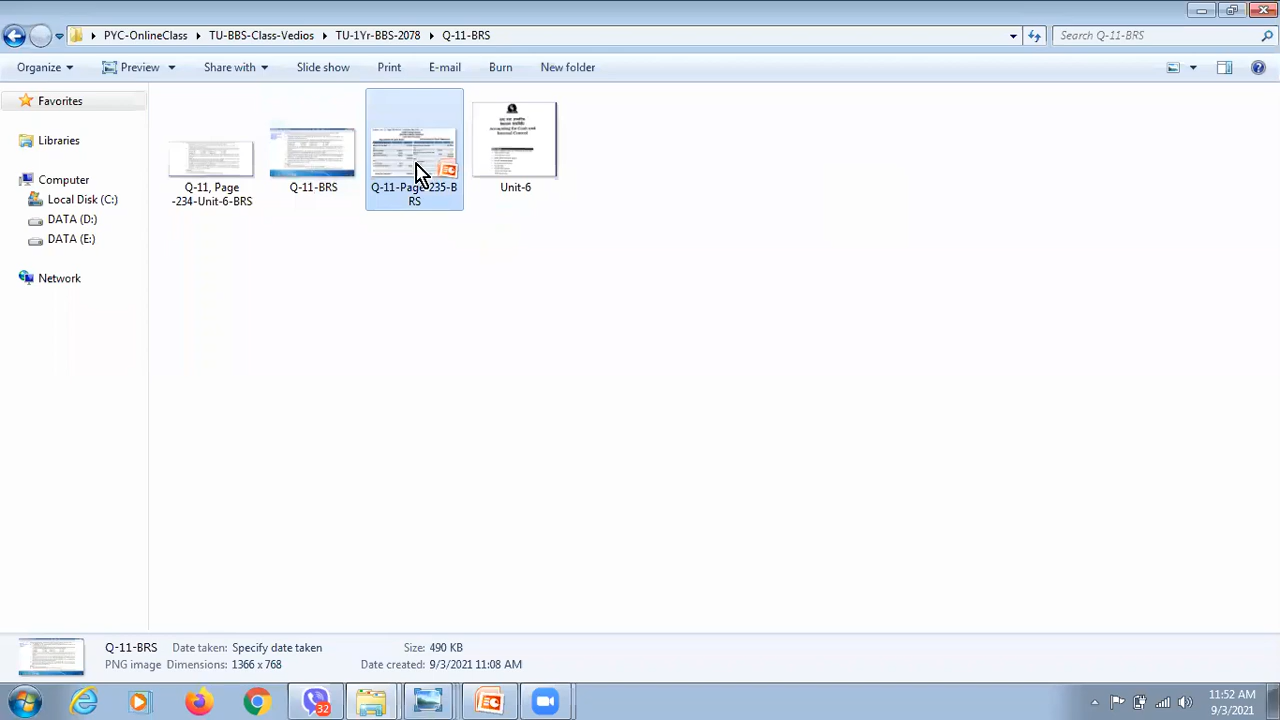 PYC-OnlineClass
TU-BBS-Class-Vedios
TU-1Yr-BBS-2078
Q-11-BRS
Search Q-11-BRS
Organize
Preview
Share with
Slide show
Print
E-mail
Burn
New folder
Favorites
Libraries
Computer
Local Disk (C:)
DATA (D:)
DATA (E:)
Network
Q-11, Page
-234-Unit-6-BRS
Q-11-BRS
Q-11-Page-235-B
RS
Unit-6
Q-11-BRS
PNG image
Date taken: Specify date taken
Dimensions: 1366 x 768
Size: 490 KB
Date created: 9/3/2021 11:08 AM
32
11:52 AM
9/3/2021